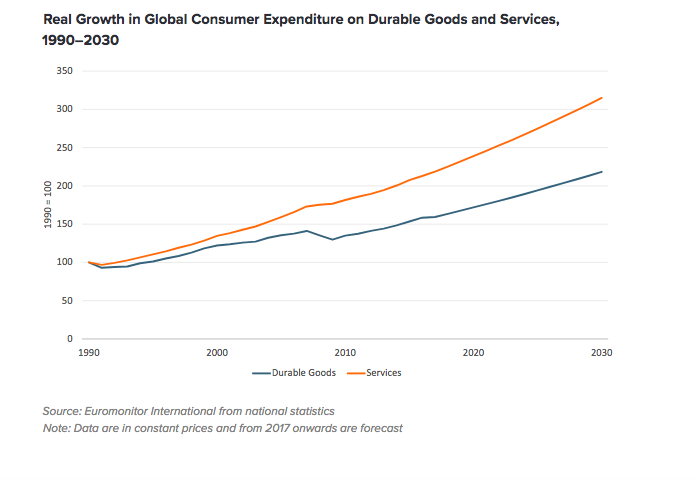 Real Growth in Global Consumer Expenditure on Durable Goods and Services,
1990–2030
350
300
250
200
150
100
50
0
1990 = 100
1990 2000 2010 2020 2030
Durable Goods Services
Source: Euromonitor International from national statistics
Note: Data are in constant prices and from 2017 onwards are forecast